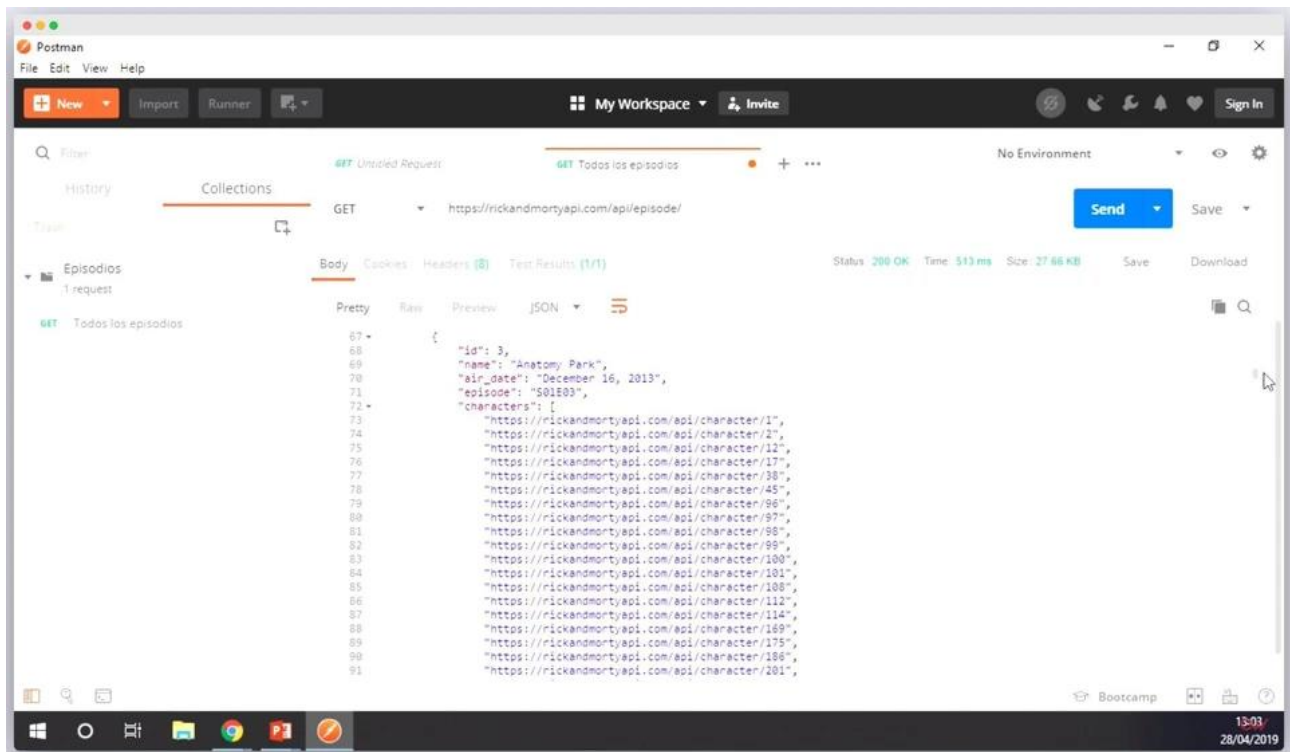 Postman
File Edit View Help
New Import Runner My Workspace Invite Sign In
Filter
History Collections
Trash
Episodios
1 request
GET Todos los episodios
GET Untitled Request GET Todos los episodios + ••• No Environment
GET https://rickandmortyapi.com/api/episode/ Send Save
Body Cookies Headers (8) Test Results (1/1) Status: 200 OK Time: 513 ms Size: 27.66 KB Save Download
Pretty Raw Preview JSON
67 {
68 "id": 3,
69 "name": "Anatomy Park",
70 "air_date": "December 16, 2013",
71 "episode": "S01E03",
72 "characters": [
73 "https://rickandmortyapi.com/api/character/1",
74 "https://rickandmortyapi.com/api/character/2",
75 "https://rickandmortyapi.com/api/character/12",
76 "https://rickandmortyapi.com/api/character/17",
77 "https://rickandmortyapi.com/api/character/38",
78 "https://rickandmortyapi.com/api/character/45",
79 "https://rickandmortyapi.com/api/character/96",
80 "https://rickandmortyapi.com/api/character/97",
81 "https://rickandmortyapi.com/api/character/98",
82 "https://rickandmortyapi.com/api/character/99",
83 "https://rickandmortyapi.com/api/character/100",
84 "https://rickandmortyapi.com/api/character/101",
85 "https://rickandmortyapi.com/api/character/108",
86 "https://rickandmortyapi.com/api/character/112",
87 "https://rickandmortyapi.com/api/character/114",
88 "https://rickandmortyapi.com/api/character/169",
89 "https://rickandmortyapi.com/api/character/175",
90 "https://rickandmortyapi.com/api/character/186",
91 "https://rickandmortyapi.com/api/character/201",
Bootcamp
13:03
28/04/2019